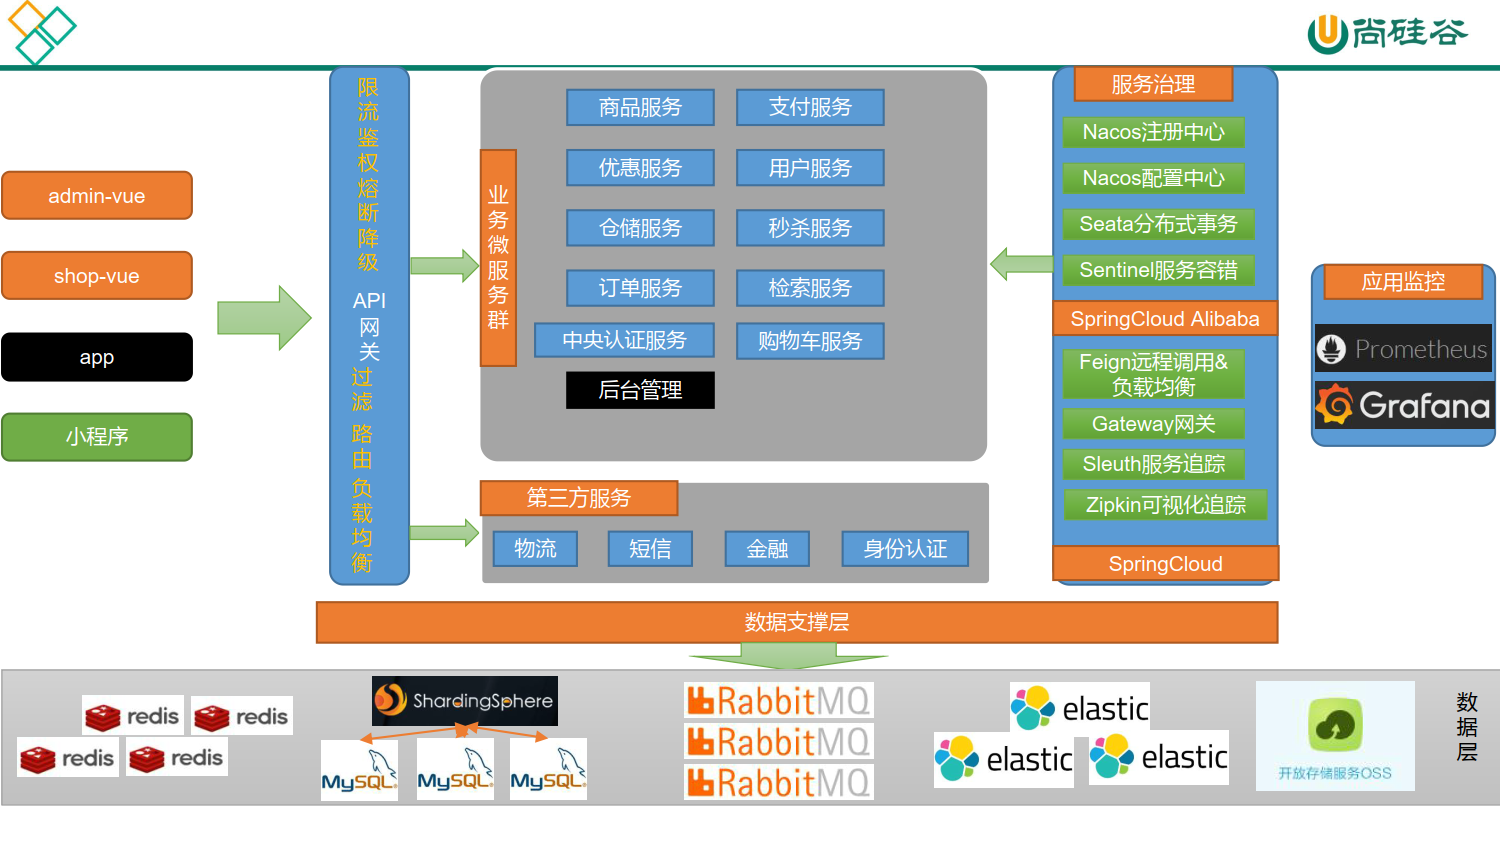 尚硅谷
admin-vue
shop-vue
app
小程序
限流鉴权熔断降级
API
网关
过滤
路由
负载均衡
业务微服务群
商品服务
支付服务
优惠服务
用户服务
仓储服务
秒杀服务
订单服务
检索服务
中央认证服务
购物车服务
后台管理
第三方服务
物流
短信
金融
身份认证
服务治理
Nacos注册中心
Nacos配置中心
Seata分布式事务
Sentinel服务容错
SpringCloud Alibaba
Feign远程调用&
负载均衡
Gateway网关
Sleuth服务追踪
Zipkin可视化追踪
SpringCloud
应用监控
Prometheus
Grafana
数据支撑层
redis
redis
redis
redis
ShardingSphere
MySQL
MySQL
MySQL
RabbitMQ
RabbitMQ
RabbitMQ
elastic
elastic
elastic
开放存储服务OSS
数据层